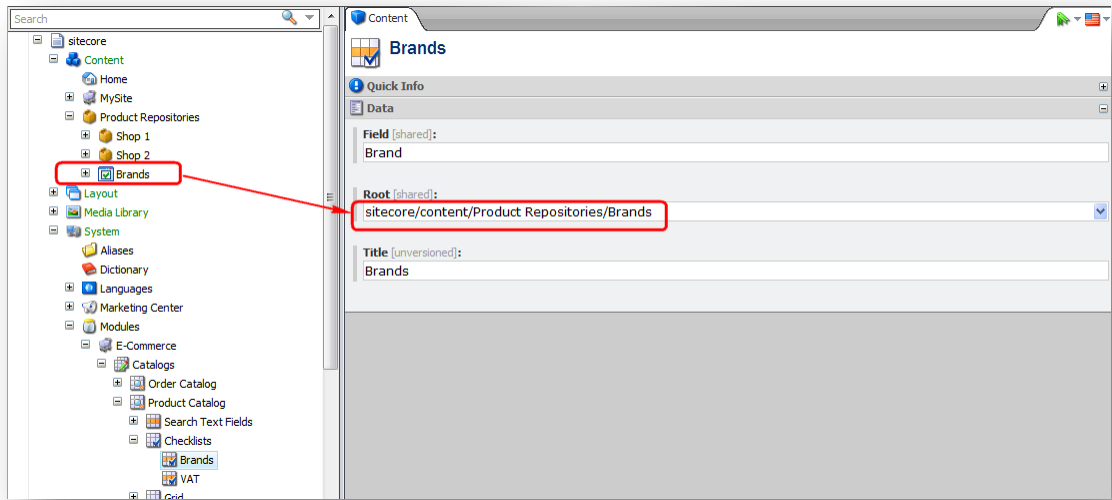 Search
sitecore
Content
Home
MySite
Product Repositories
Shop 1
Shop 2
Brands
Layout
Media Library
System
Aliases
Dictionary
Languages
Marketing Center
Modules
E-Commerce
Catalogs
Order Catalog
Product Catalog
Search Text Fields
Checklists
Brands
VAT
Grid
Content
Brands
Quick Info
Data
Field [shared]:
Brand
Root [shared]:
sitecore/content/Product Repositories/Brands
Title [unversioned]:
Brands